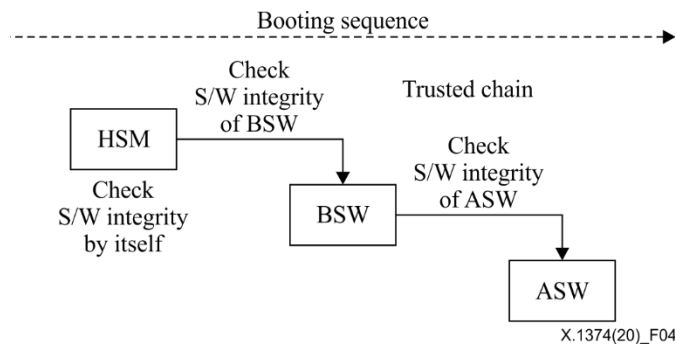 Booting sequence
Check
S/W integrity
of BSW
Trusted chain
HSM
Check
S/W integrity
by itself
Check
S/W integrity
of ASW
BSW
ASW
X.1374(20)_F04